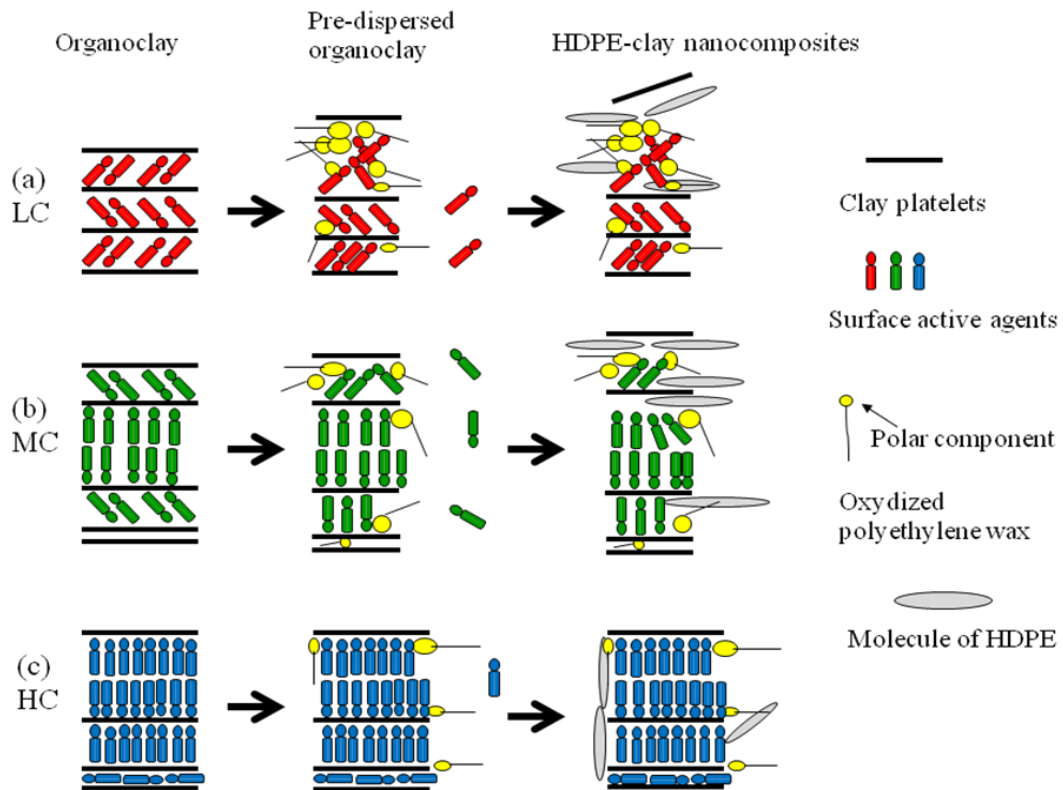 Organoclay
Pre-dispersed
organoclay
HDPE-clay nanocomposites
(a)
LC
Clay platelets
Surface active agents
(b)
MC
Polar component
Oxydized
polyethylene wax
(c)
HC
Molecule of HDPE